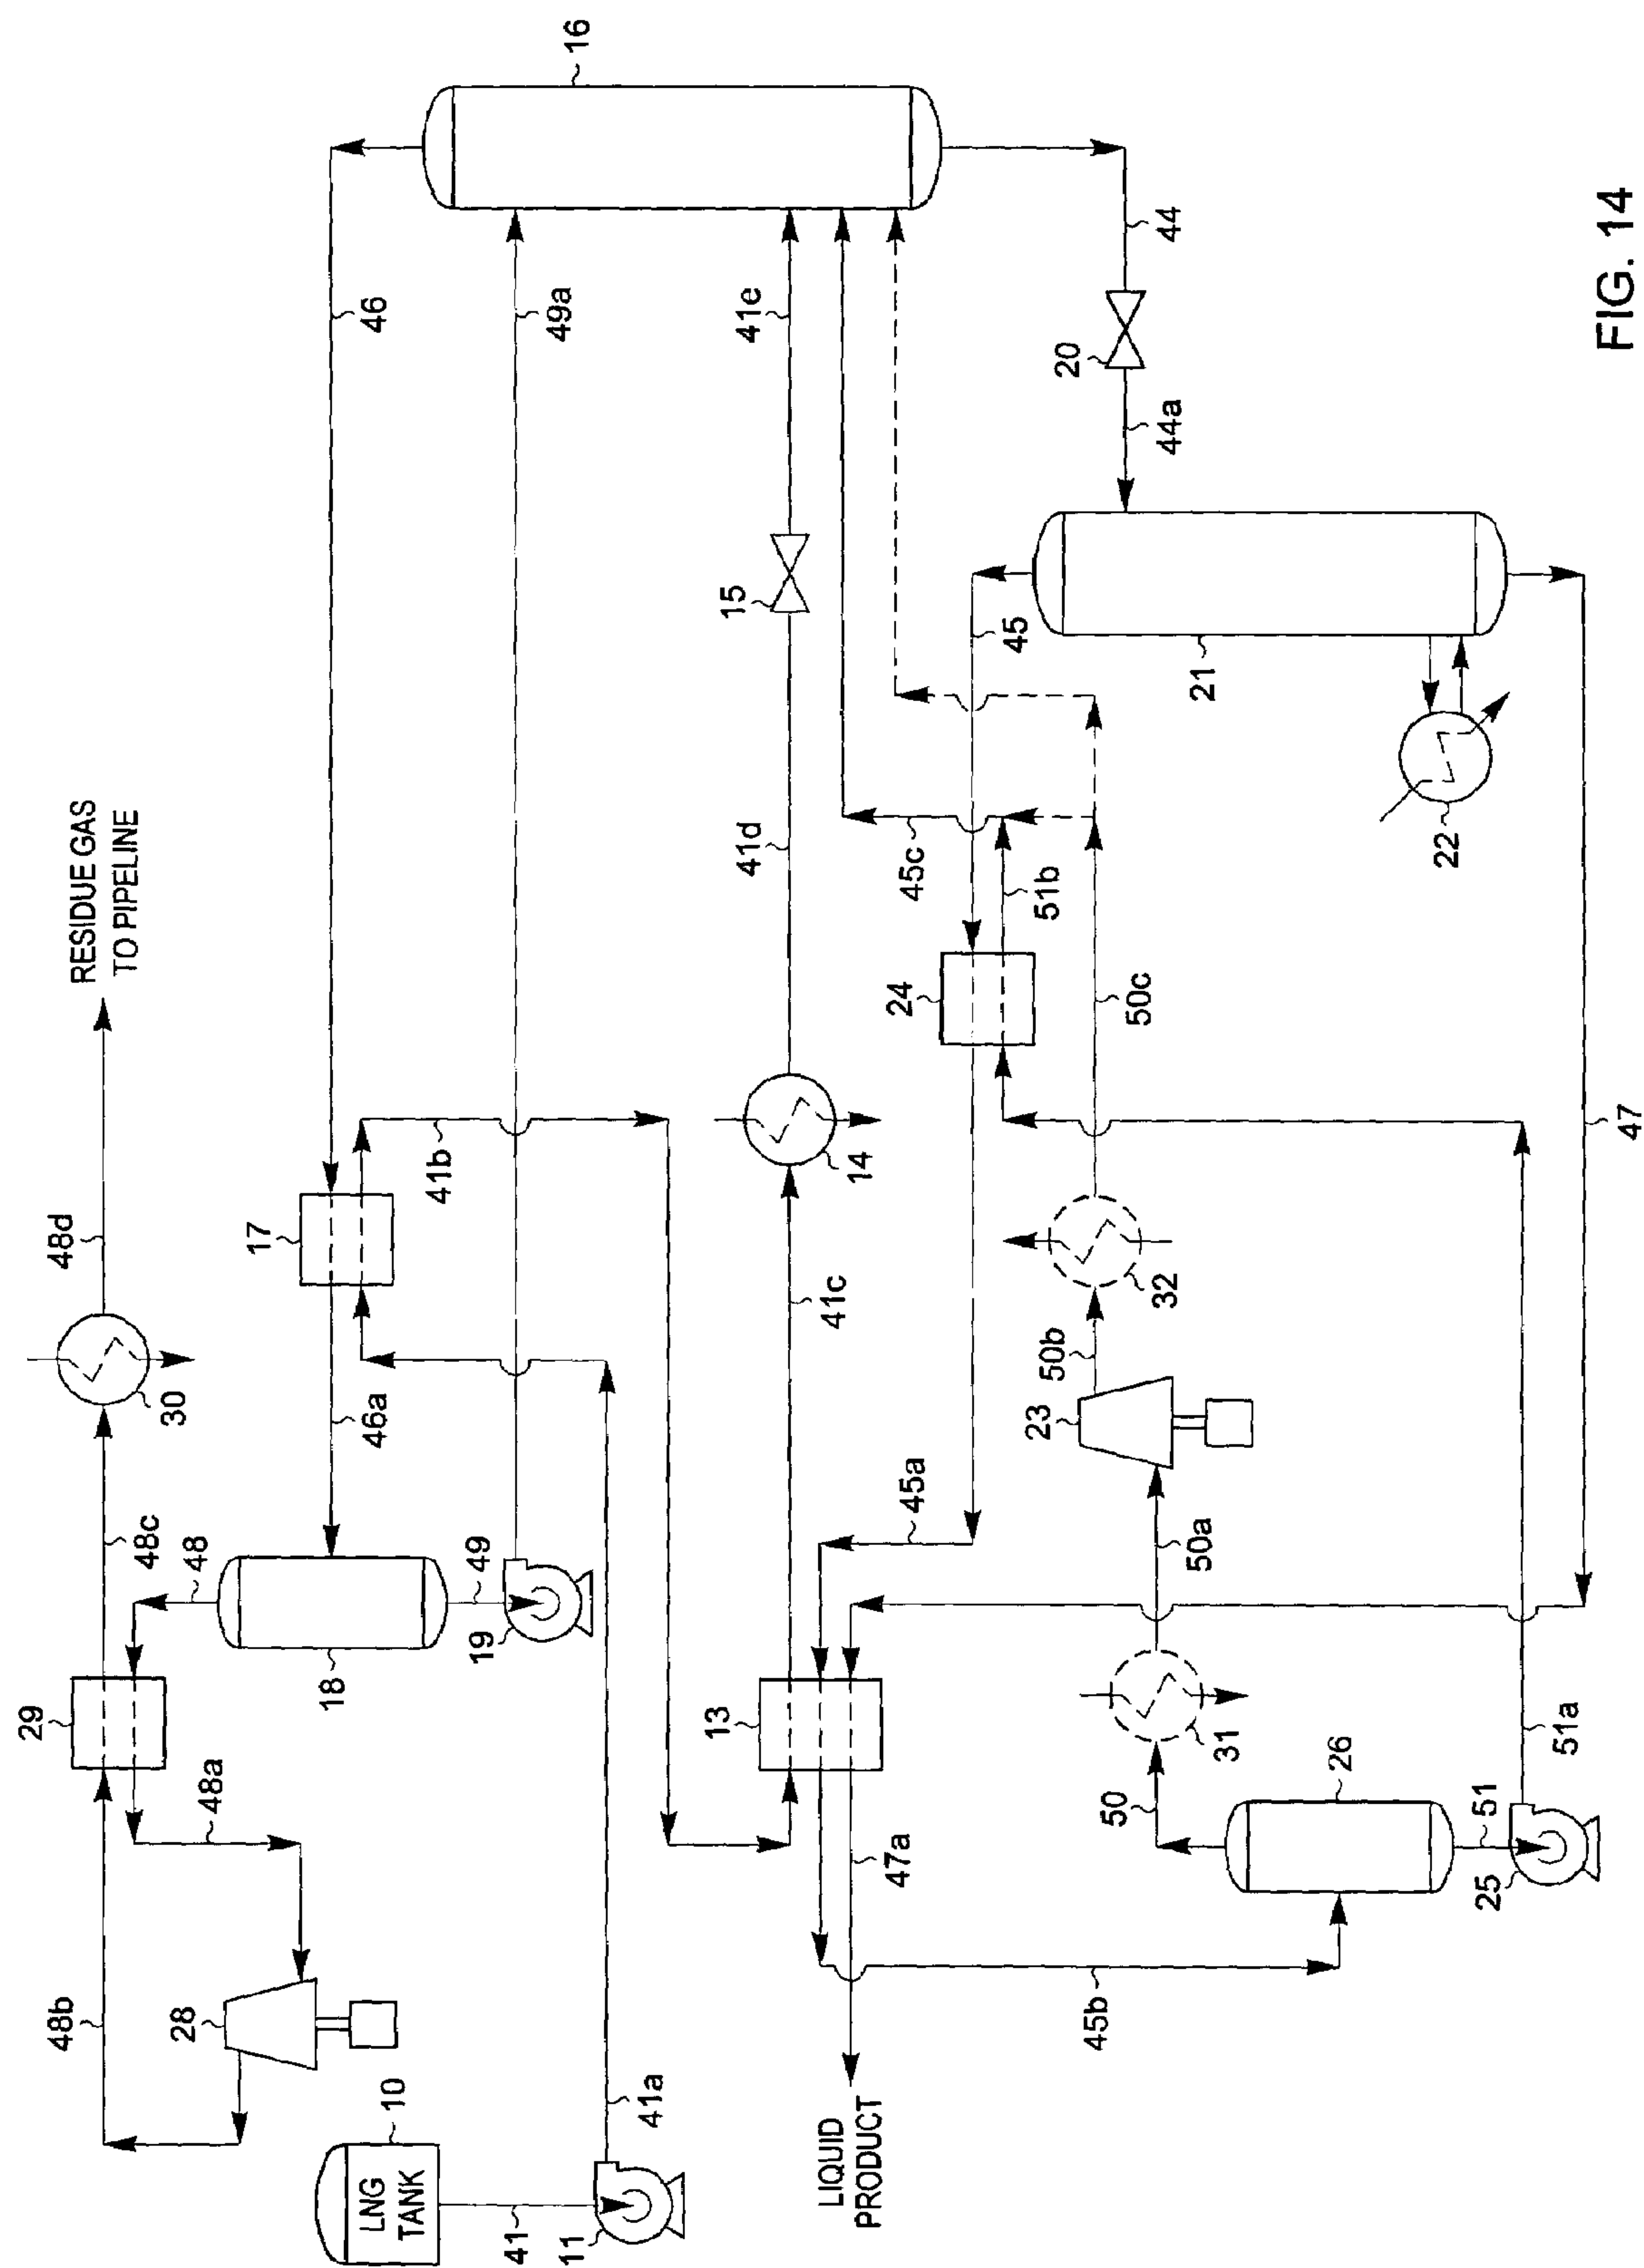 FIG. 14
RESIDUE GAS
TO PIPELINE
48d
30
48c
48
29
48a
48b
28
18
49
19
LNG
TANK
10
41
11
41a
46
46a
17
41b
49a
16
41e
15
41d
14
41c
13
44
20
44a
45
21
22
45c
51b
24
50c
32
50b
23
50a
45a
31
50
26
51
25
51a
47
47a
45b
LIQUID
PRODUCT